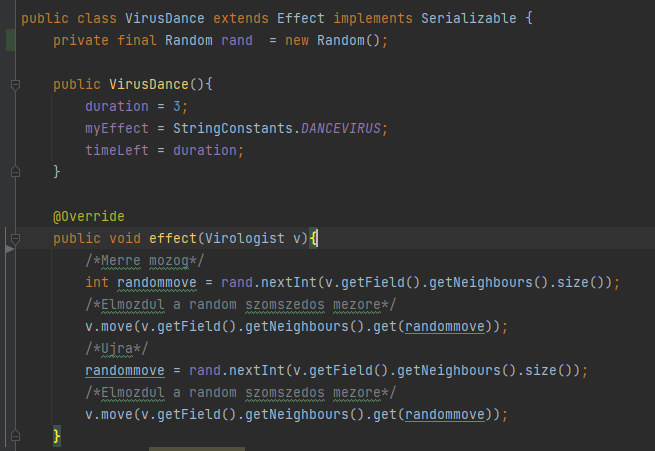 public class VirusDance extends Effect implements Serializable {
private final Random rand  = new Random();
public VirusDance(){
duration = 3;
myEffect = StringConstants.DANCEVIRUS;
timeLeft = duration;
}
@Override
public void effect(Virologist v){
/*Merre mozog*/
int randommove = rand.nextInt(v.getField().getNeighbours().size());
/*Elmozdul a random szomszedos mezore*/
v.move(v.getField().getNeighbours().get(randommove));
/*Ujra*/
randommove = rand.nextInt(v.getField().getNeighbours().size());
/*Elmozdul a random szomszedos mezore*/
v.move(v.getField().getNeighbours().get(randommove));
}